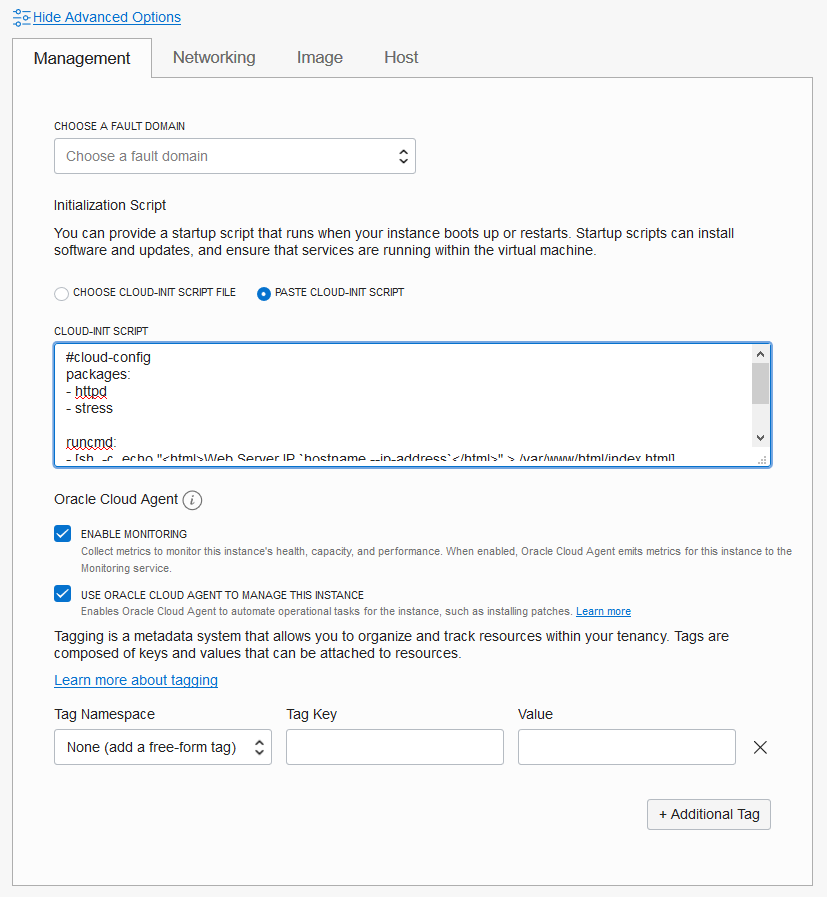 Hide Advanced Options
Management Networking Image Host
CHOOSE A FAULT DOMAIN
Choose a fault domain
Initialization Script
You can provide a startup script that runs when your instance boots up or restarts. Startup scripts can install
software and updates, and ensure that services are running within the virtual machine.
CHOOSE CLOUD-INIT SCRIPT FILE PASTE CLOUD-INIT SCRIPT
CLOUD-INIT SCRIPT
#cloud-config
packages:
- httpd
- stress
runcmd:
- [sh, -c, echo "<html>Web Server IP `hostname --ip-address`</html>" > /var/www/html/index.html]
Oracle Cloud Agent i
ENABLE MONITORING
Collect metrics to monitor this instance's health, capacity, and performance. When enabled, Oracle Cloud Agent emits metrics for this instance to the
Monitoring service.
USE ORACLE CLOUD AGENT TO MANAGE THIS INSTANCE
Enables Oracle Cloud Agent to automate operational tasks for the instance, such as installing patches. Learn more
Tagging is a metadata system that allows you to organize and track resources within your tenancy. Tags are
composed of keys and values that can be attached to resources.
Learn more about tagging
Tag Namespace Tag Key Value
None (add a free-form tag)
+ Additional Tag